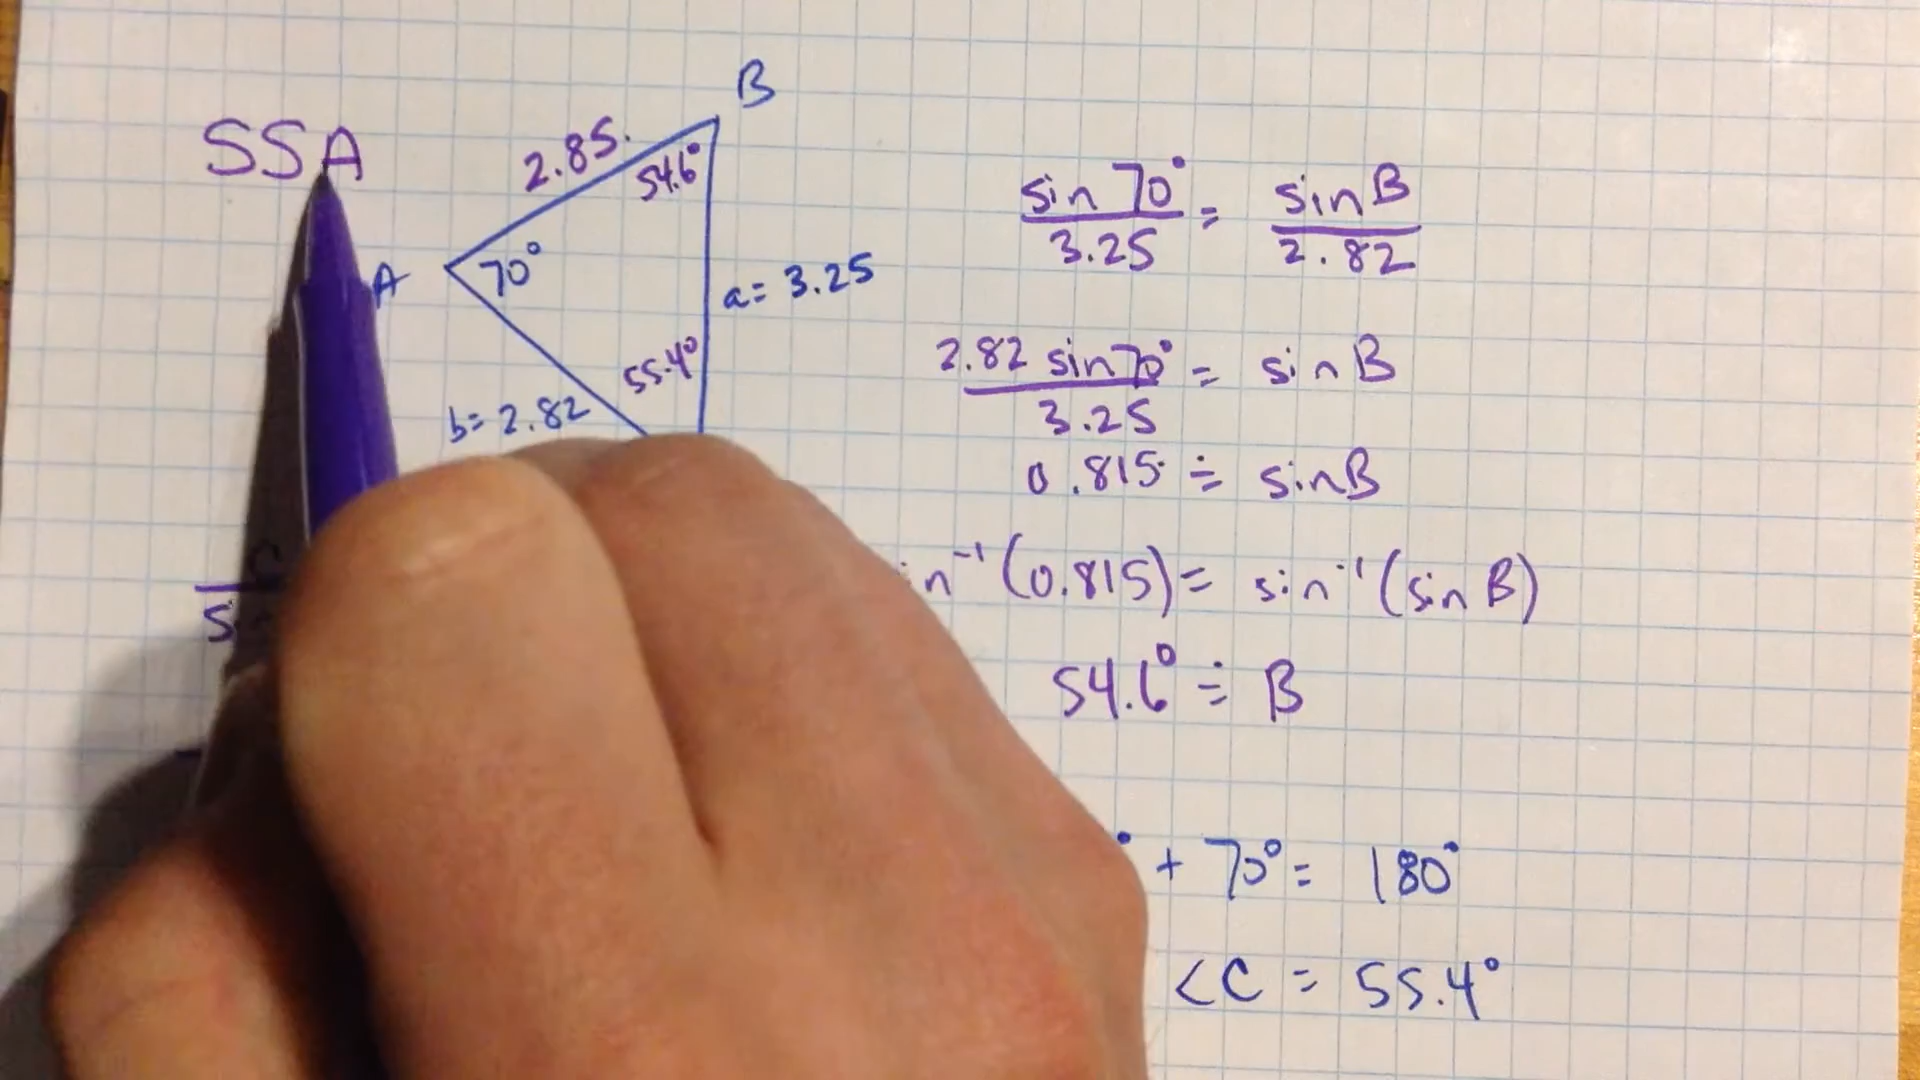 SSA
B
2.85.
54.6°
A
70°
a = 3.25
55.4°
b = 2.82
sin 70° / 3.25 = sin B / 2.82
2.82 sin 70° / 3.25 = sin B
0.815 ≐ sin B
in⁻¹(0.815) = sin⁻¹(sin B)
54.6° ≐ B
° + 70° = 180°
<C = 55.4°